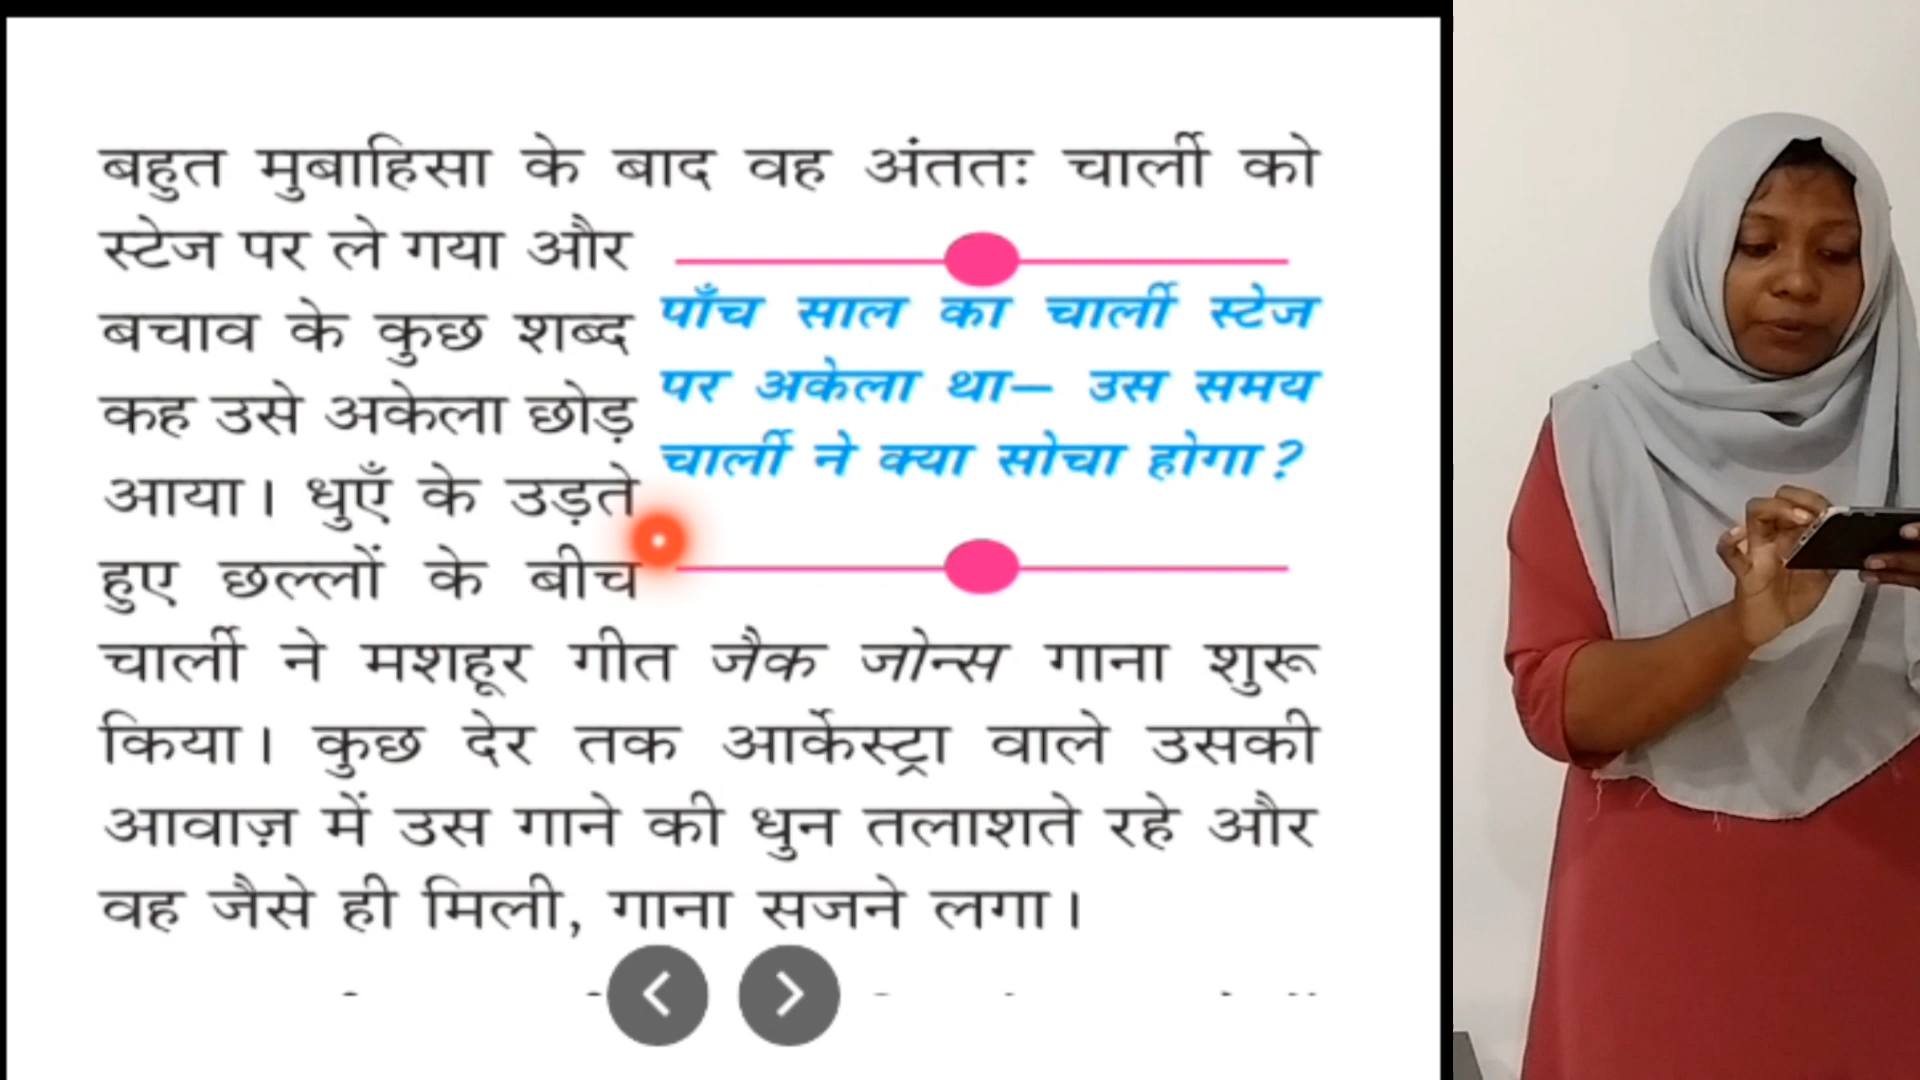 बहुत मुबाहिसा के बाद वह अंततः चार्ली को
स्टेज पर ले गया और
बचाव के कुछ शब्द
कह उसे अकेला छोड़
आया। धुएँ के उड़ते
हुए छल्लों के बीच
पाँच साल का चार्ली स्टेज
पर अकेला था— उस समय
चार्ली ने क्या सोचा होगा?
चार्ली ने मशहूर गीत जैक जोन्स गाना शुरू
किया। कुछ देर तक आर्केस्ट्रा वाले उसकी
आवाज़ में उस गाने की धुन तलाशते रहे और
वह जैसे ही मिली, गाना सजने लगा।